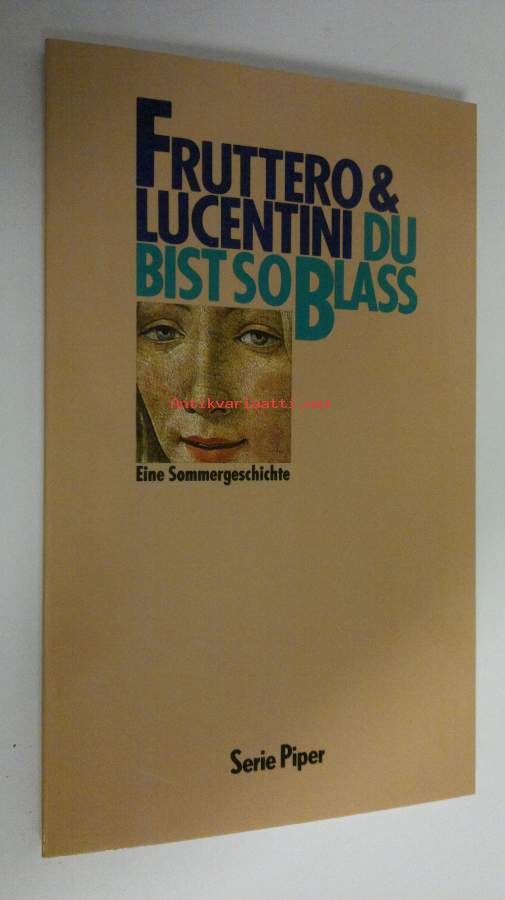 FRUTTERO &
LUCENTINI DU
BIST SO BLASS
Antikvariaatti.net
Eine Sommergeschichte
Serie Piper